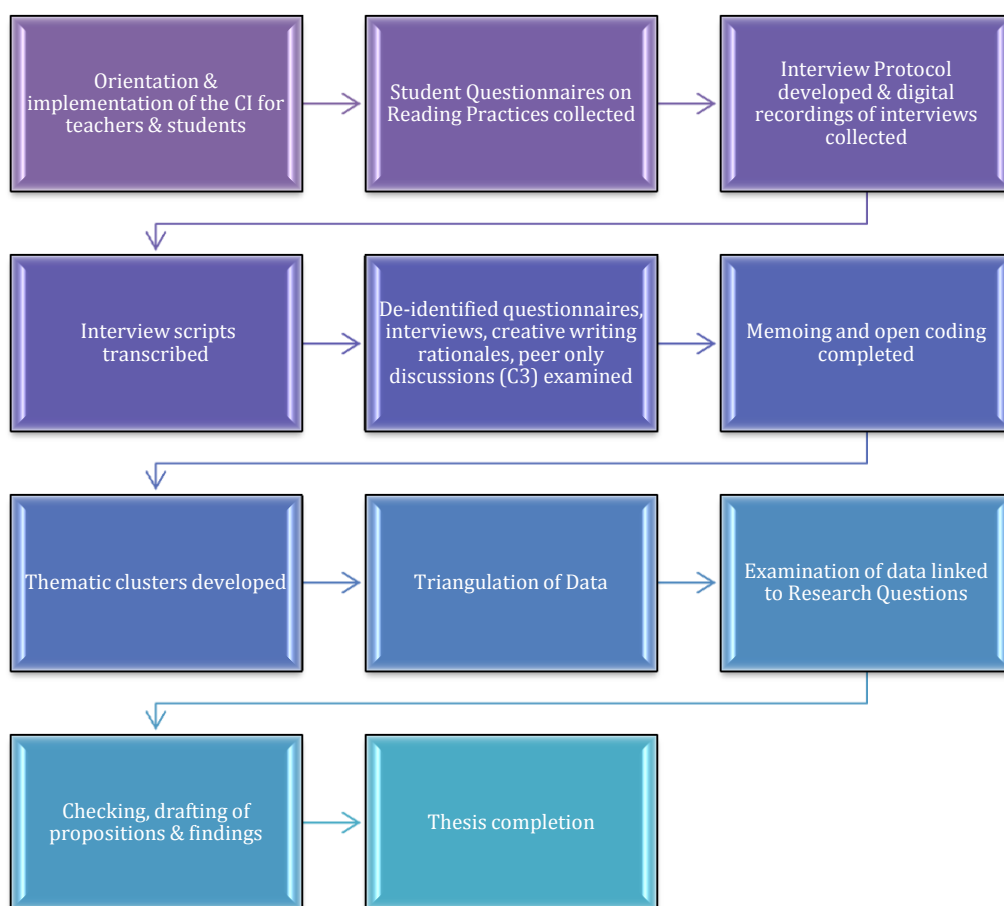 Orientation &
implementation of the CI for
teachers & students
Student Questionnaires on
Reading Practices collected
Interview Protocol
developed & digital
recordings of interviews
collected
Interview scripts
transcribed
De-identified questionnaires,
interviews, creative writing
rationales, peer only
discussions (C3) examined
Memoing and open coding
completed
Thematic clusters developed
Triangulation of Data
Examination of data linked
to Research Questions
Checking, drafting of
propositions & findings
Thesis completion